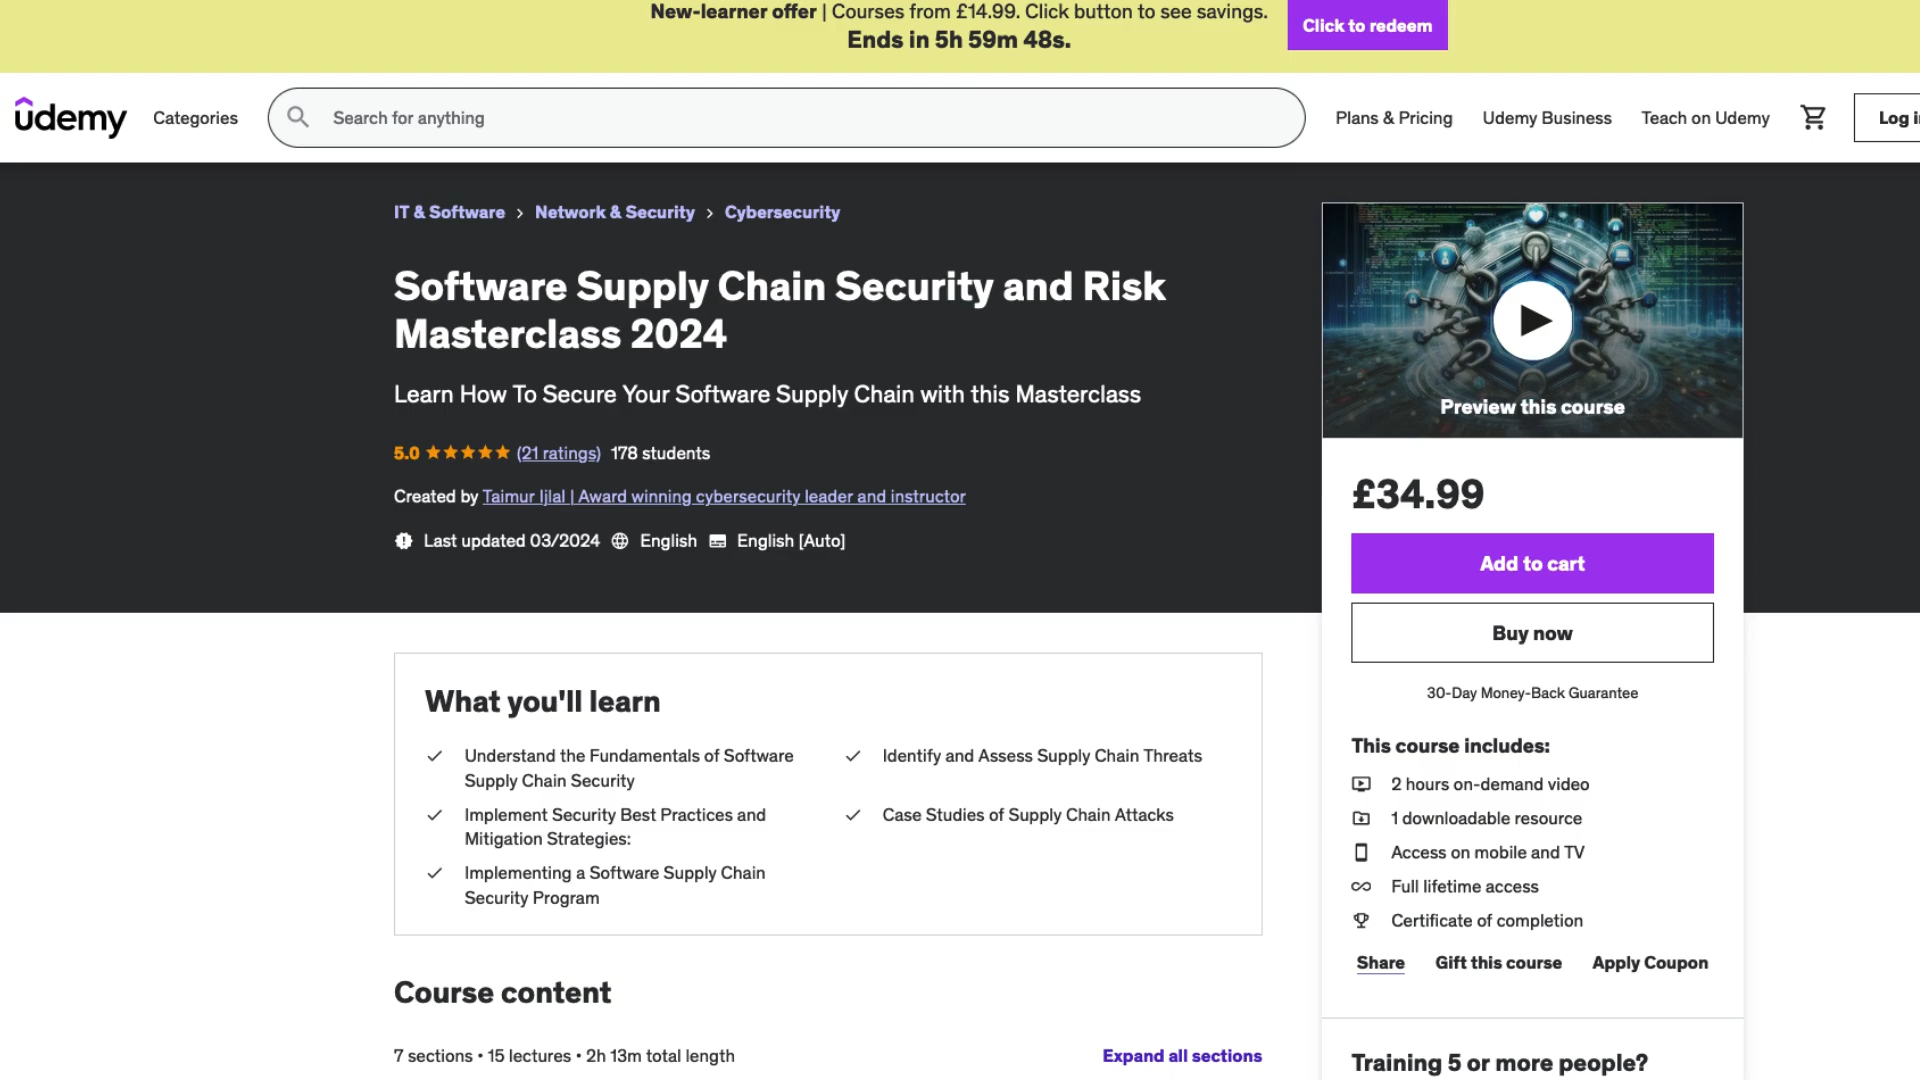 New-learner offer | Courses from £14.99. Click button to see savings.
Ends in 5h 59m 48s.
Click to redeem
udemy
Categories
Search for anything
Plans & Pricing
Udemy Business
Teach on Udemy
Log i
IT & Software > Network & Security > Cybersecurity
Software Supply Chain Security and Risk
Masterclass 2024
Learn How To Secure Your Software Supply Chain with this Masterclass
5.0 (21 ratings) 178 students
Created by Taimur Ijlal | Award winning cybersecurity leader and instructor
Last updated 03/2024 English English [Auto]
Preview this course
£34.99
Add to cart
Buy now
30-Day Money-Back Guarantee
This course includes:
2 hours on-demand video
1 downloadable resource
Access on mobile and TV
Full lifetime access
Certificate of completion
Share Gift this course Apply Coupon
Training 5 or more people?
What you'll learn
Understand the Fundamentals of Software
Supply Chain Security
Identify and Assess Supply Chain Threats
Implement Security Best Practices and
Mitigation Strategies:
Case Studies of Supply Chain Attacks
Implementing a Software Supply Chain
Security Program
Course content
7 sections • 15 lectures • 2h 13m total length
Expand all sections